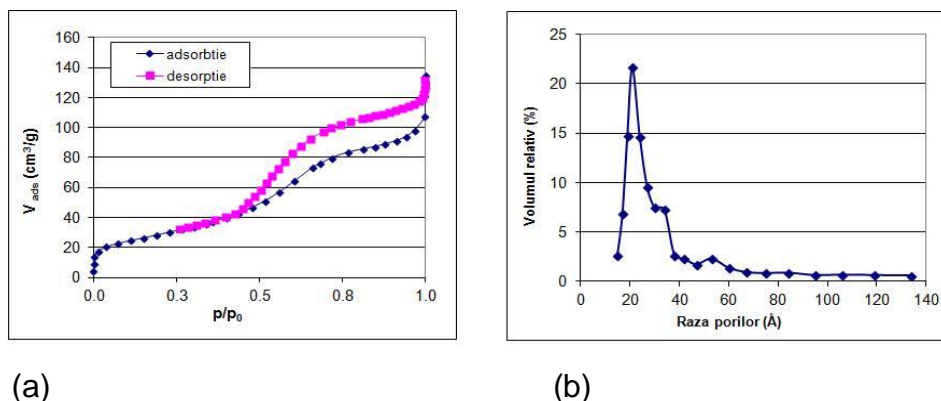 160
140
120
100
80
60
40
20
0
V ads (cm³/g)
adsorbtie
desorptie
0.0 0.3 0.5 0.8 1.0
p/p₀
25
20
15
10
5
0
Volumul relativ (%)
0 20 40 60 80 100 120 140
Raza porilor (Å)
(a) (b)